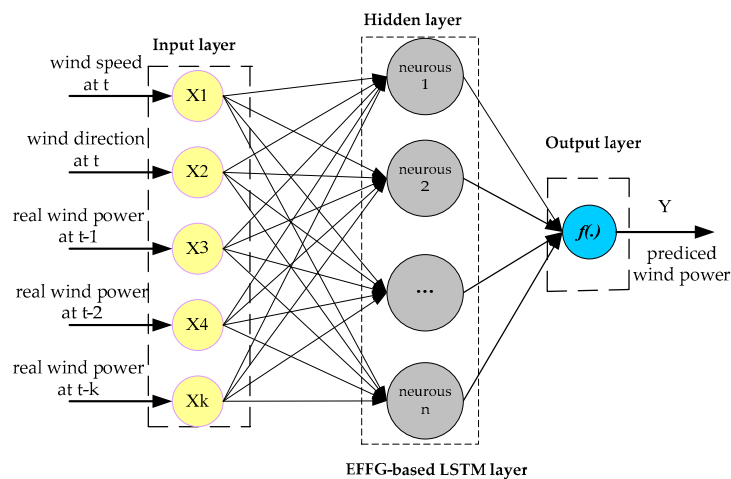 Hidden layer
Input layer
wind speed
at t
X1
neurous
1
wind direction
at t
X2
neurous
2
Output layer
real wind power
at t-1
X3
f(.)
Y
prediced
wind power
real wind power
at t-2
X4
...
real wind power
at t-k
Xk
neurous
n
EFFG-based LSTM layer